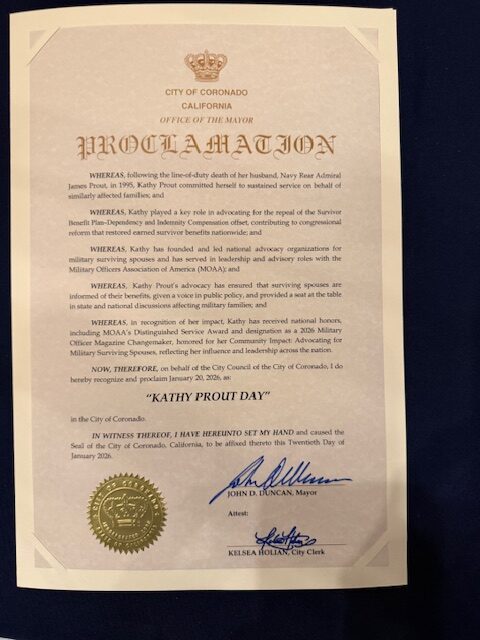 CITY OF CORONADO
CALIFORNIA
OFFICE OF THE MAYOR
PROCLAMATION
WHEREAS, following the line-of-duty death of her husband, Navy Rear Admiral
James Prout, in 1995, Kathy Prout committed herself to sustained service on behalf of
similarly affected families; and
WHEREAS, Kathy played a key role in advocating for the repeal of the Survivor
Benefit Plan-Dependency and Indemnity Compensation offset, contributing to congressional
reform that restored earned survivor benefits nationwide; and
WHEREAS, Kathy has founded and led national advocacy organizations for
military surviving spouses and has served in leadership and advisory roles with the
Military Officers Association of America (MOAA); and
WHEREAS, Kathy Prout's advocacy has ensured that surviving spouses are
informed of their benefits, given a voice in public policy, and provided a seat at the table
in state and national discussions affecting military families; and
WHEREAS, in recognition of her impact, Kathy has received national honors,
including MOAA's Distinguished Service Award and designation as a 2026 Military
Officer Magazine Changemaker, honored for her Community Impact: Advocating for
Military Surviving Spouses, reflecting her influence and leadership across the nation.
NOW, THEREFORE, on behalf of the City Council of the City of Coronado, I do
hereby recognize and proclaim January 20, 2026, as:
"KATHY PROUT DAY"
in the City of Coronado.
IN WITNESS THEREOF, I HAVE HEREUNTO SET MY HAND and caused the
Seal of the City of Coronado, California, to be affixed thereto this Twentieth Day of
January 2026.
JOHN D. DUNCAN, Mayor
Attest:
KELSEA HOLIAN, City Clerk